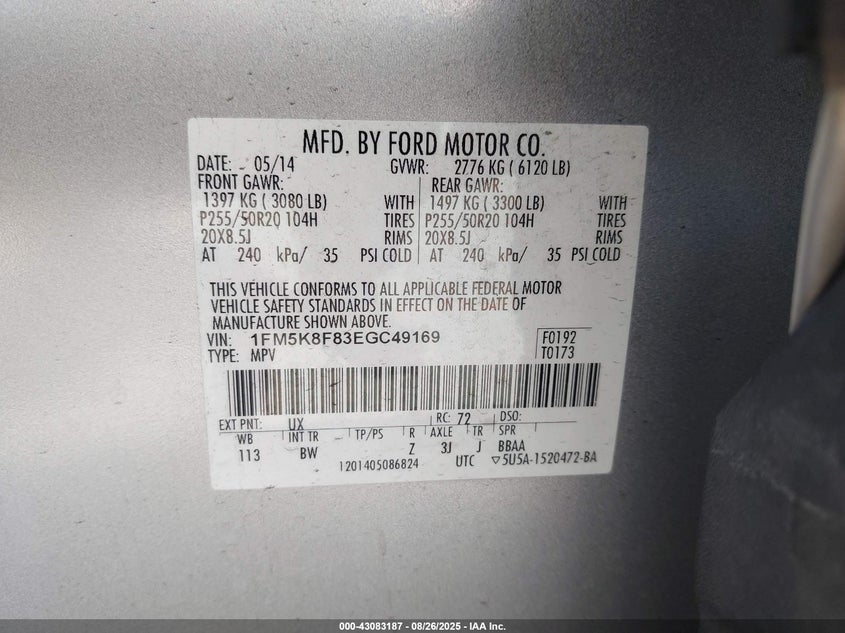 MFD. BY FORD MOTOR CO.
DATE: 05/14 GVWR: 2776 KG ( 6120 LB)
FRONT GAWR: REAR GAWR:
1397 KG ( 3080 LB) WITH 1497 KG ( 3300 LB) WITH
P255/50R20 104H TIRES P255/50R20 104H TIRES
20X8.5J RIMS 20X8.5J RIMS
AT 240 kPa/ 35 PSI COLD AT 240 kPa/ 35 PSI COLD
THIS VEHICLE CONFORMS TO ALL APPLICABLE FEDERAL MOTOR
VEHICLE SAFETY STANDARDS IN EFFECT ON THE DATE OF
MANUFACTURE SHOWN ABOVE.
VIN: 1FM5K8F83EGC49169 F0192
TYPE: MPV T0173
EXT PNT: UX RC: 72 DSO:
WB INT TR TP/PS R AXLE TR SPR
113 BW Z 3J J BBAA
1201405086824 UTC ▽5U5A-1520472-BA
000-43083187 - 08/26/2025 - IAA Inc.